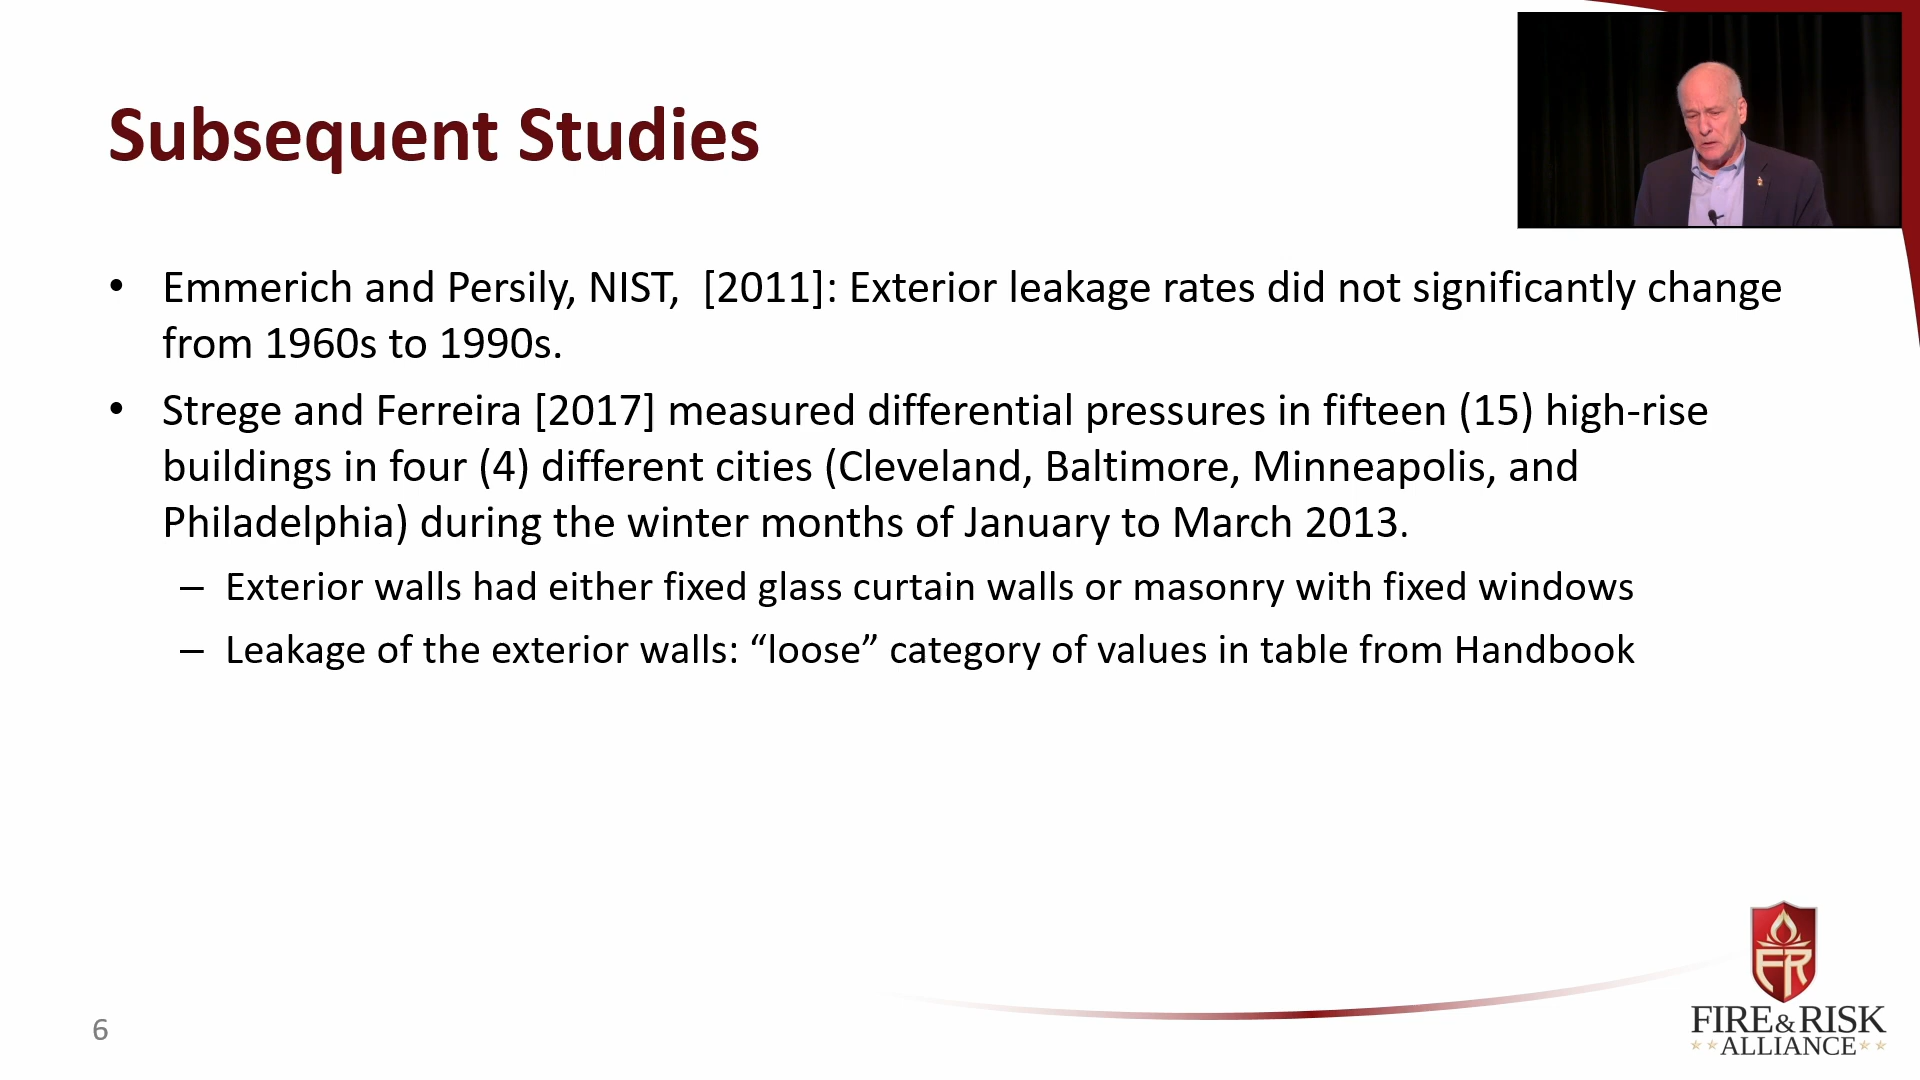 Subsequent Studies
• Emmerich and Persily, NIST,  [2011]: Exterior leakage rates did not significantly change
from 1960s to 1990s.
• Strege and Ferreira [2017] measured differential pressures in fifteen (15) high-rise
buildings in four (4) different cities (Cleveland, Baltimore, Minneapolis, and
Philadelphia) during the winter months of January to March 2013.
– Exterior walls had either fixed glass curtain walls or masonry with fixed windows
– Leakage of the exterior walls: “loose” category of values in table from Handbook
FR
FIRE&RISK
ALLIANCE
6